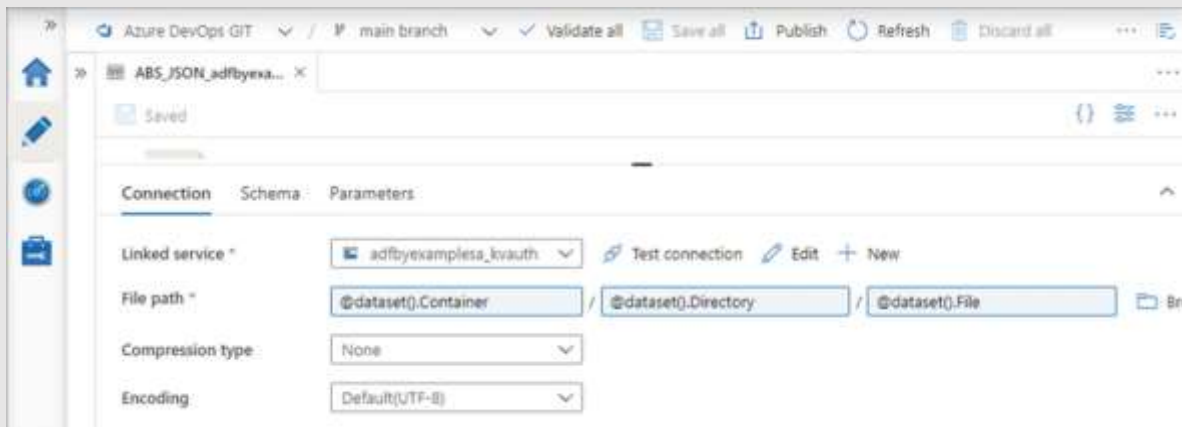 Azure DevOps GIT / main branch Validate all Save all Publish Refresh Discard all
ABS_JSON_adfbyexa...
Saved
Connection Schema Parameters
Linked service * adfbyexamplesa_kvauth Test connection Edit New
File path * @dataset().Container / @dataset().Directory / @dataset().File Br
Compression type None
Encoding Default(UTF-8)